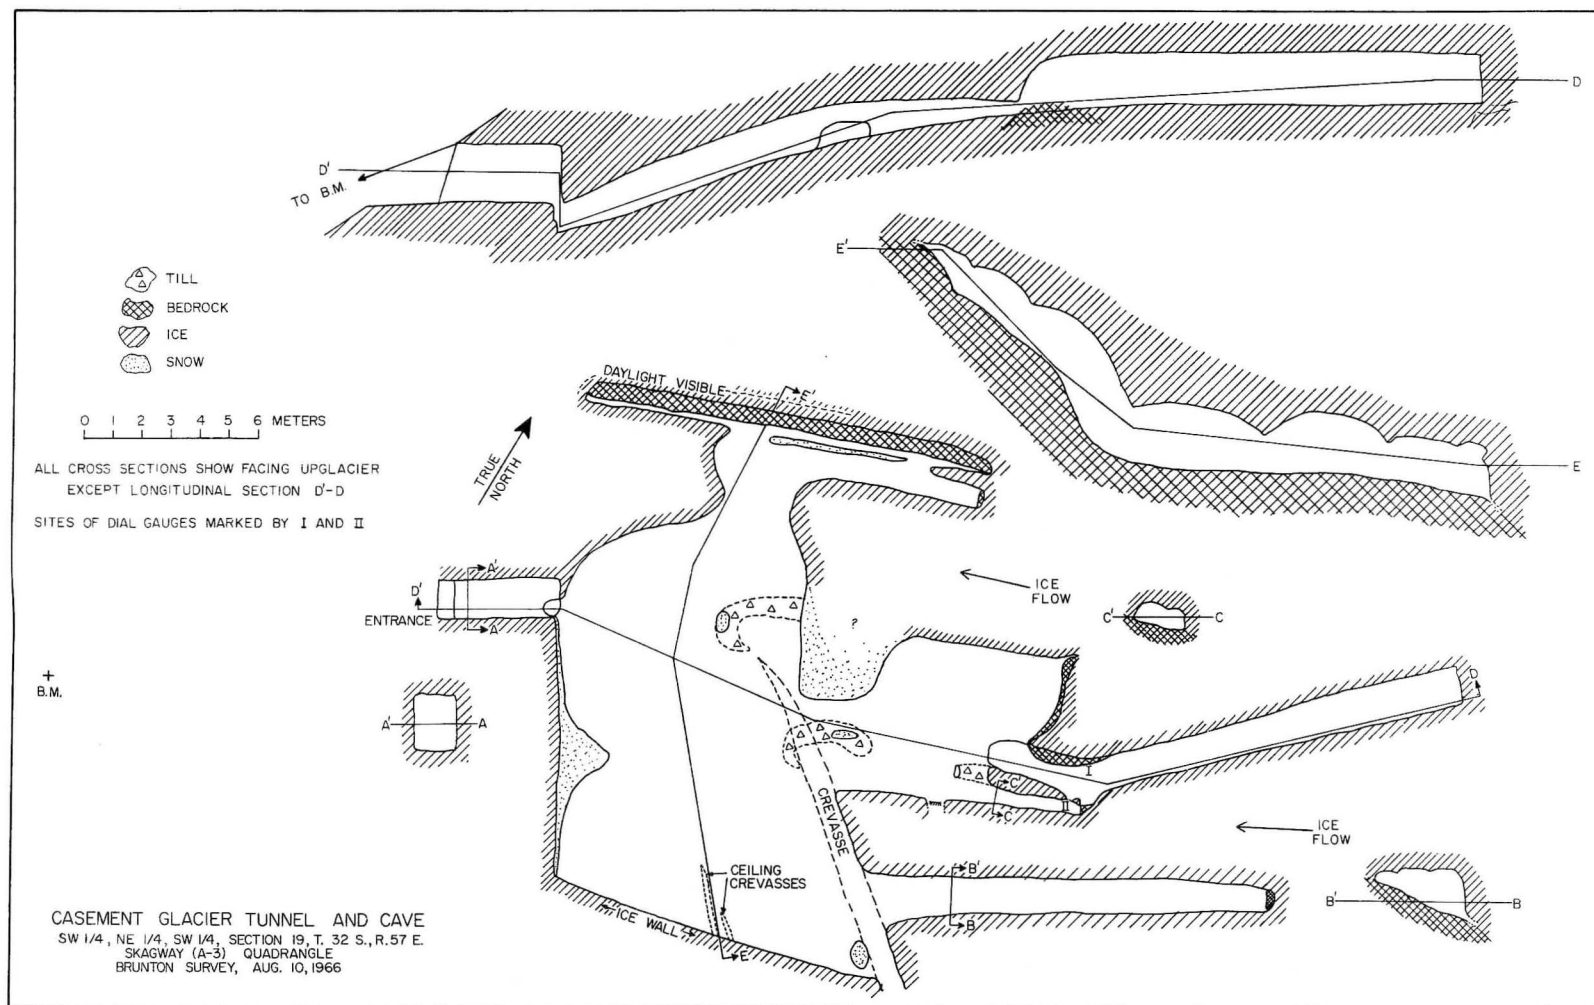 D
D'
TO B.M.
E'
E
TILL
BEDROCK
ICE
SNOW
0 1 2 3 4 5 6 METERS
ALL CROSS SECTIONS SHOW FACING UPGLACIER
EXCEPT LONGITUDINAL SECTION D'-D
SITES OF DIAL GAUGES MARKED BY I AND II
TRUE
NORTH
DAYLIGHT VISIBLE
E'
D'
A'
ENTRANCE
A
ICE
FLOW
?
C'
C
B.M.
A'
A
D
I
C'
II
C
CREVASSE
ICE
FLOW
CEILING
CREVASSES
B'
B
B'
B
ICE WALL
E
CASEMENT GLACIER TUNNEL AND CAVE
SW 1/4, NE 1/4, SW 1/4, SECTION 19, T. 32 S., R. 57 E.
SKAGWAY (A-3) QUADRANGLE
BRUNTON SURVEY, AUG. 10, 1966